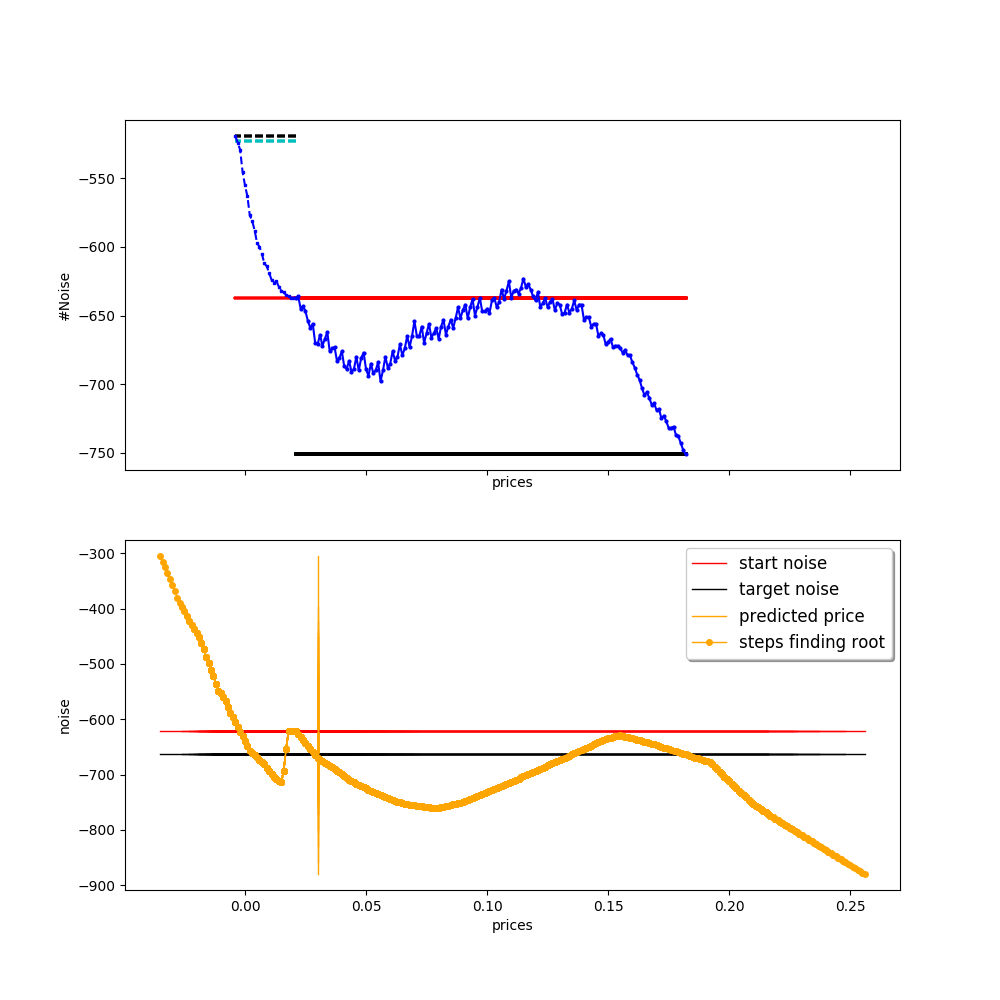 #Noise
−550
−600
−650
−700
−750
prices
noise
−300
−400
−500
−600
−700
−800
−900
start noise
target noise
predicted price
steps finding root
0.00 0.05 0.10 0.15 0.20 0.25
prices